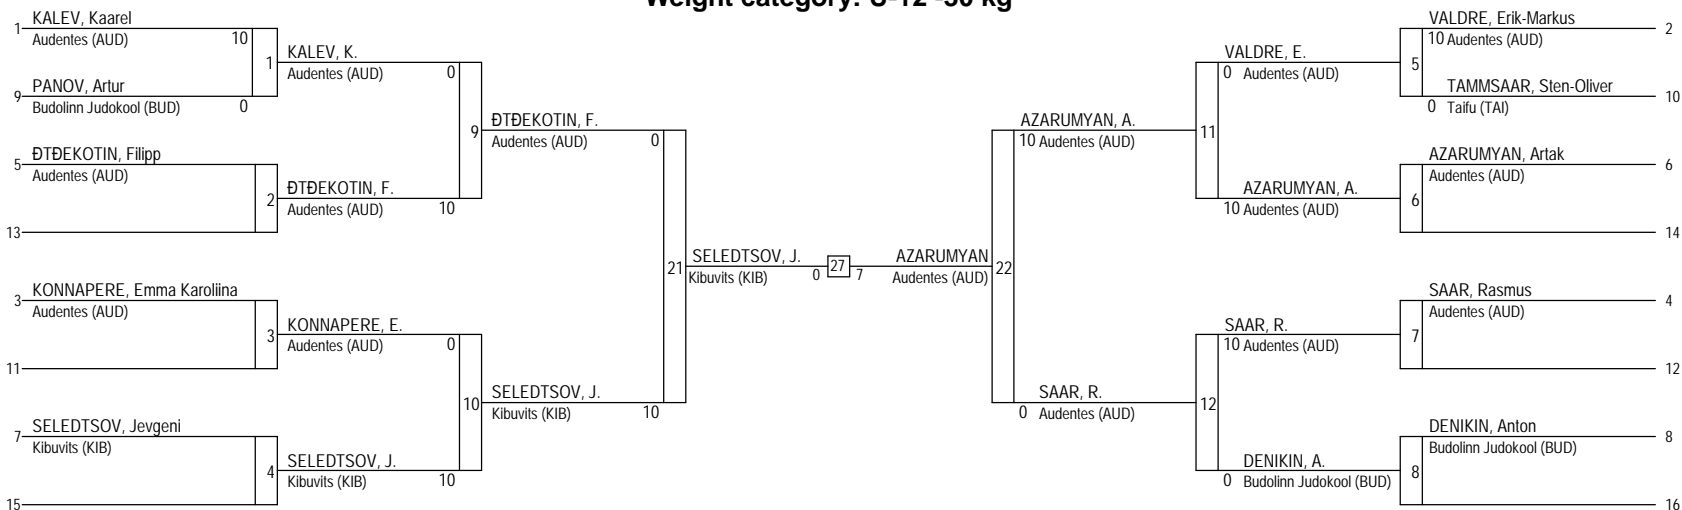 Weight category: U-12 -30 kg
1 KALEV, Kaarel
Audentes (AUD) 10
9 PANOV, Artur
Budolinn Judokool (BUD) 0
1
KALEV, K.
Audentes (AUD) 0
5 ÐTÐEKOTIN, Filipp
Audentes (AUD)
13
2
ÐTÐEKOTIN, F.
Audentes (AUD) 10
9
ÐTÐEKOTIN, F.
Audentes (AUD) 0
3 KONNAPERE, Emma Karoliina
Audentes (AUD)
11
3
KONNAPERE, E.
Audentes (AUD) 0
7 SELEDTSOV, Jevgeni
Kibuvits (KIB)
15
4
SELEDTSOV, J.
Kibuvits (KIB) 10
10
SELEDTSOV, J.
Kibuvits (KIB) 10
21
SELEDTSOV, J.
Kibuvits (KIB) 0
27
7
AZARUMYAN
Audentes (AUD)
22
AZARUMYAN, A.
10 Audentes (AUD)
SAAR, R.
0 Audentes (AUD)
11
VALDRE, E.
0 Audentes (AUD)
AZARUMYAN, A.
10 Audentes (AUD)
12
SAAR, R.
10 Audentes (AUD)
DENIKIN, A.
0 Budolinn Judokool (BUD)
5
VALDRE, Erik-Markus 2
10 Audentes (AUD)
TAMMSAAR, Sten-Oliver 10
0 Taifu (TAI)
6
AZARUMYAN, Artak 6
Audentes (AUD)
14
7
SAAR, Rasmus 4
Audentes (AUD)
12
8
DENIKIN, Anton 8
Budolinn Judokool (BUD)
16